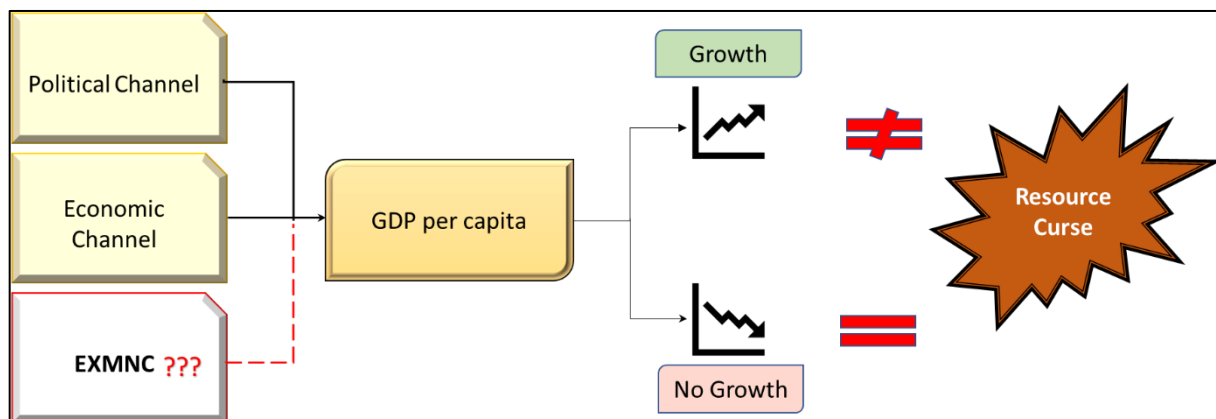 Political Channel
Economic
Channel
EXMNC ???
GDP per capita
Growth
No Growth
Resource
Curse